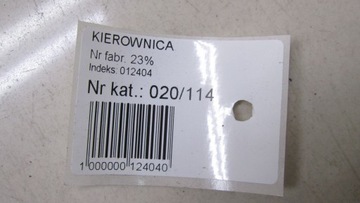 KIEROWNICA
Nr fabr. 23%
Indeks: 012404
Nr kat.: 020/114
1 000000 124040